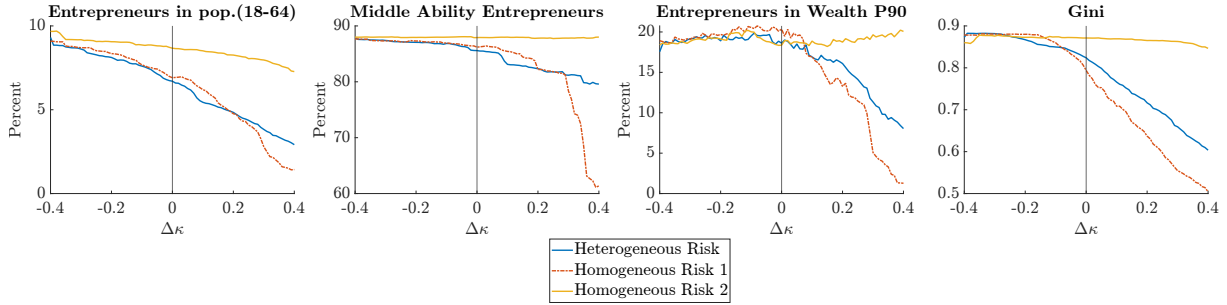 Entrepreneurs in pop.(18-64)
Percent
10
5
0
-0.4 -0.2 0 0.2 0.4
Δκ
Middle Ability Entrepreneurs
Percent
90
80
70
60
-0.4 -0.2 0 0.2 0.4
Δκ
Entrepreneurs in Wealth P90
Percent
20
15
10
5
0
-0.4 -0.2 0 0.2 0.4
Δκ
Gini
Percent
0.9
0.8
0.7
0.6
0.5
-0.4 -0.2 0 0.2 0.4
Δκ
Heterogeneous Risk
Homogeneous Risk 1
Homogeneous Risk 2